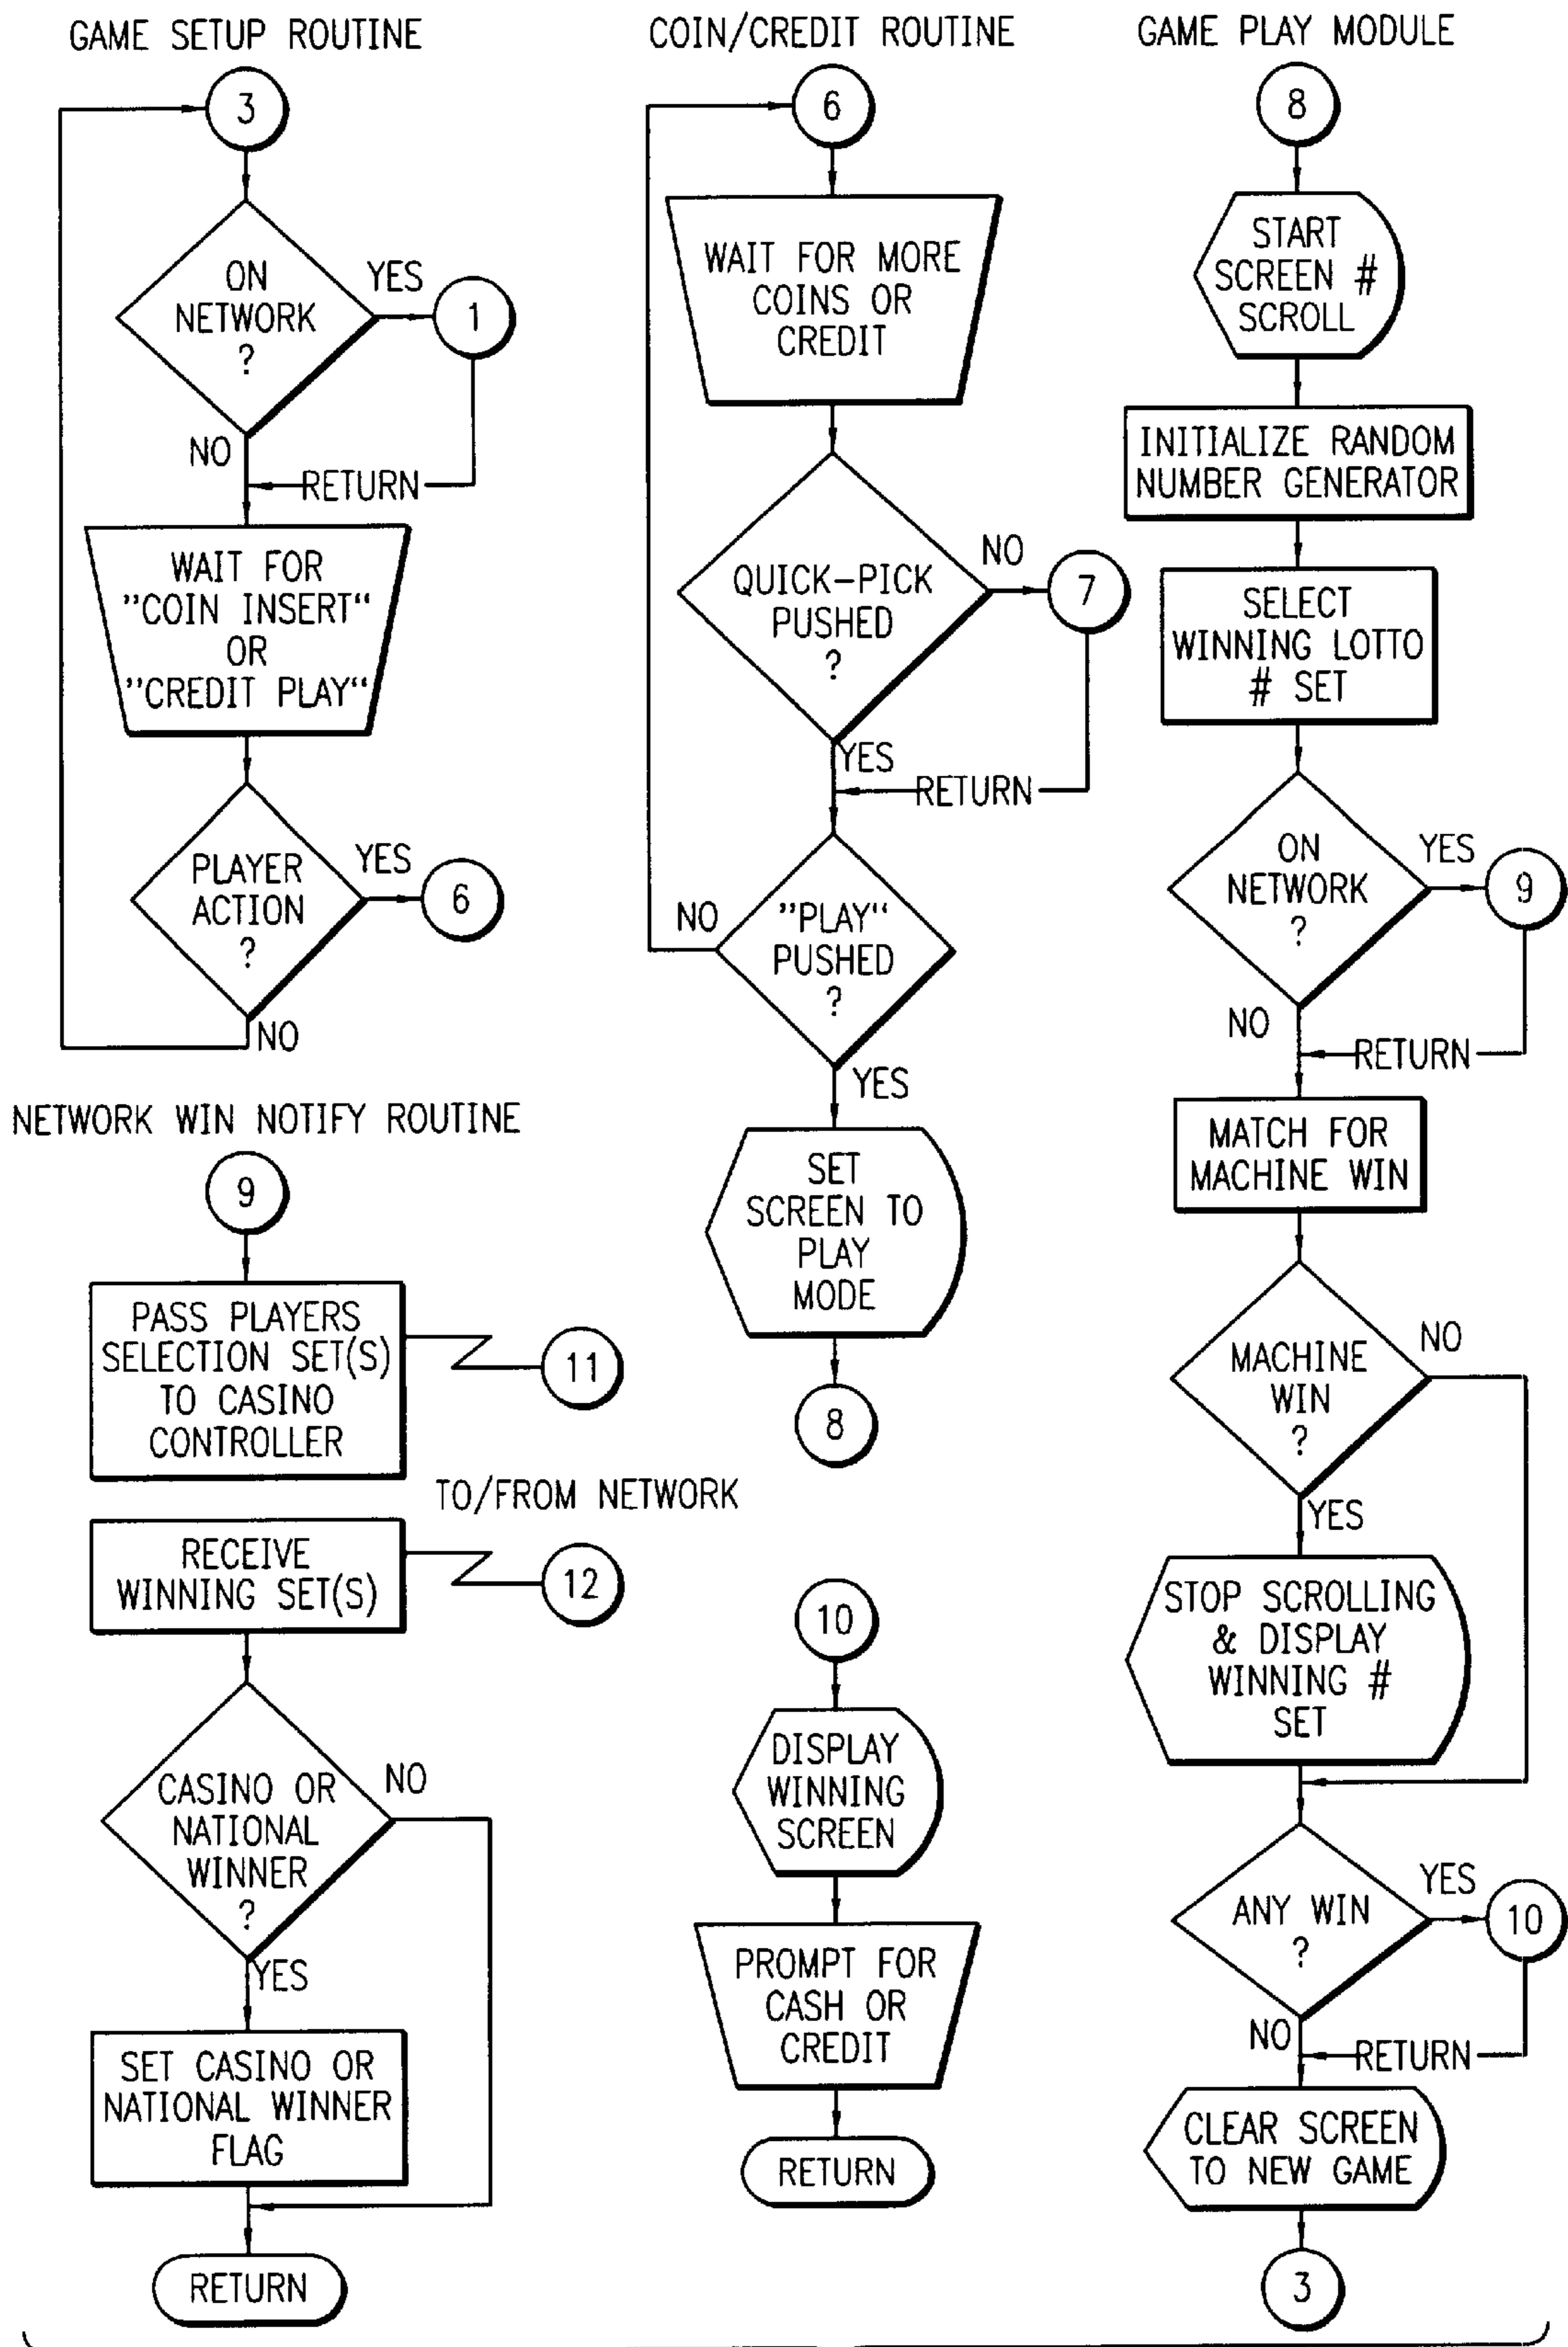 GAME SETUP ROUTINE
3
ON
NETWORK
?
YES
1
NO
RETURN
WAIT FOR
"COIN INSERT"
OR
"CREDIT PLAY"
PLAYER
ACTION
?
YES
6
NO
NETWORK WIN NOTIFY ROUTINE
9
PASS PLAYERS
SELECTION SET(S)
TO CASINO
CONTROLLER
11
TO/FROM NETWORK
RECEIVE
WINNING SET(S)
12
CASINO OR
NATIONAL
WINNER
?
NO
YES
SET CASINO OR
NATIONAL WINNER
FLAG
RETURN
COIN/CREDIT ROUTINE
6
WAIT FOR MORE
COINS OR
CREDIT
QUICK-PICK
PUSHED
?
NO
7
YES
RETURN
"PLAY"
PUSHED
?
NO
YES
SET
SCREEN TO
PLAY
MODE
8
10
DISPLAY
WINNING
SCREEN
PROMPT FOR
CASH OR
CREDIT
RETURN
GAME PLAY MODULE
8
START
SCREEN #
SCROLL
INITIALIZE RANDOM
NUMBER GENERATOR
SELECT
WINNING LOTTO
# SET
ON
NETWORK
?
YES
9
NO
RETURN
MATCH FOR
MACHINE WIN
MACHINE
WIN
?
NO
YES
STOP SCROLLING
& DISPLAY
WINNING #
SET
ANY WIN
?
YES
10
NO
RETURN
CLEAR SCREEN
TO NEW GAME
3